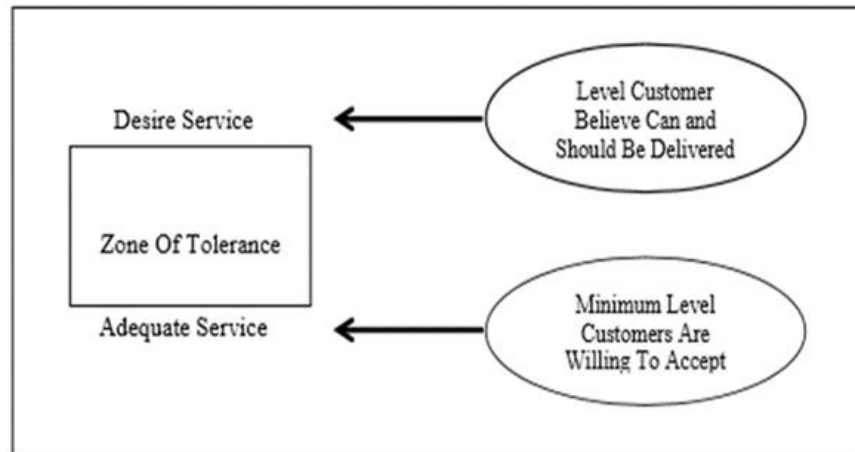 Desire Service
Level Customer
Believe Can and
Should Be Delivered
Zone Of Tolerance
Adequate Service
Minimum Level
Customers Are
Willing To Accept